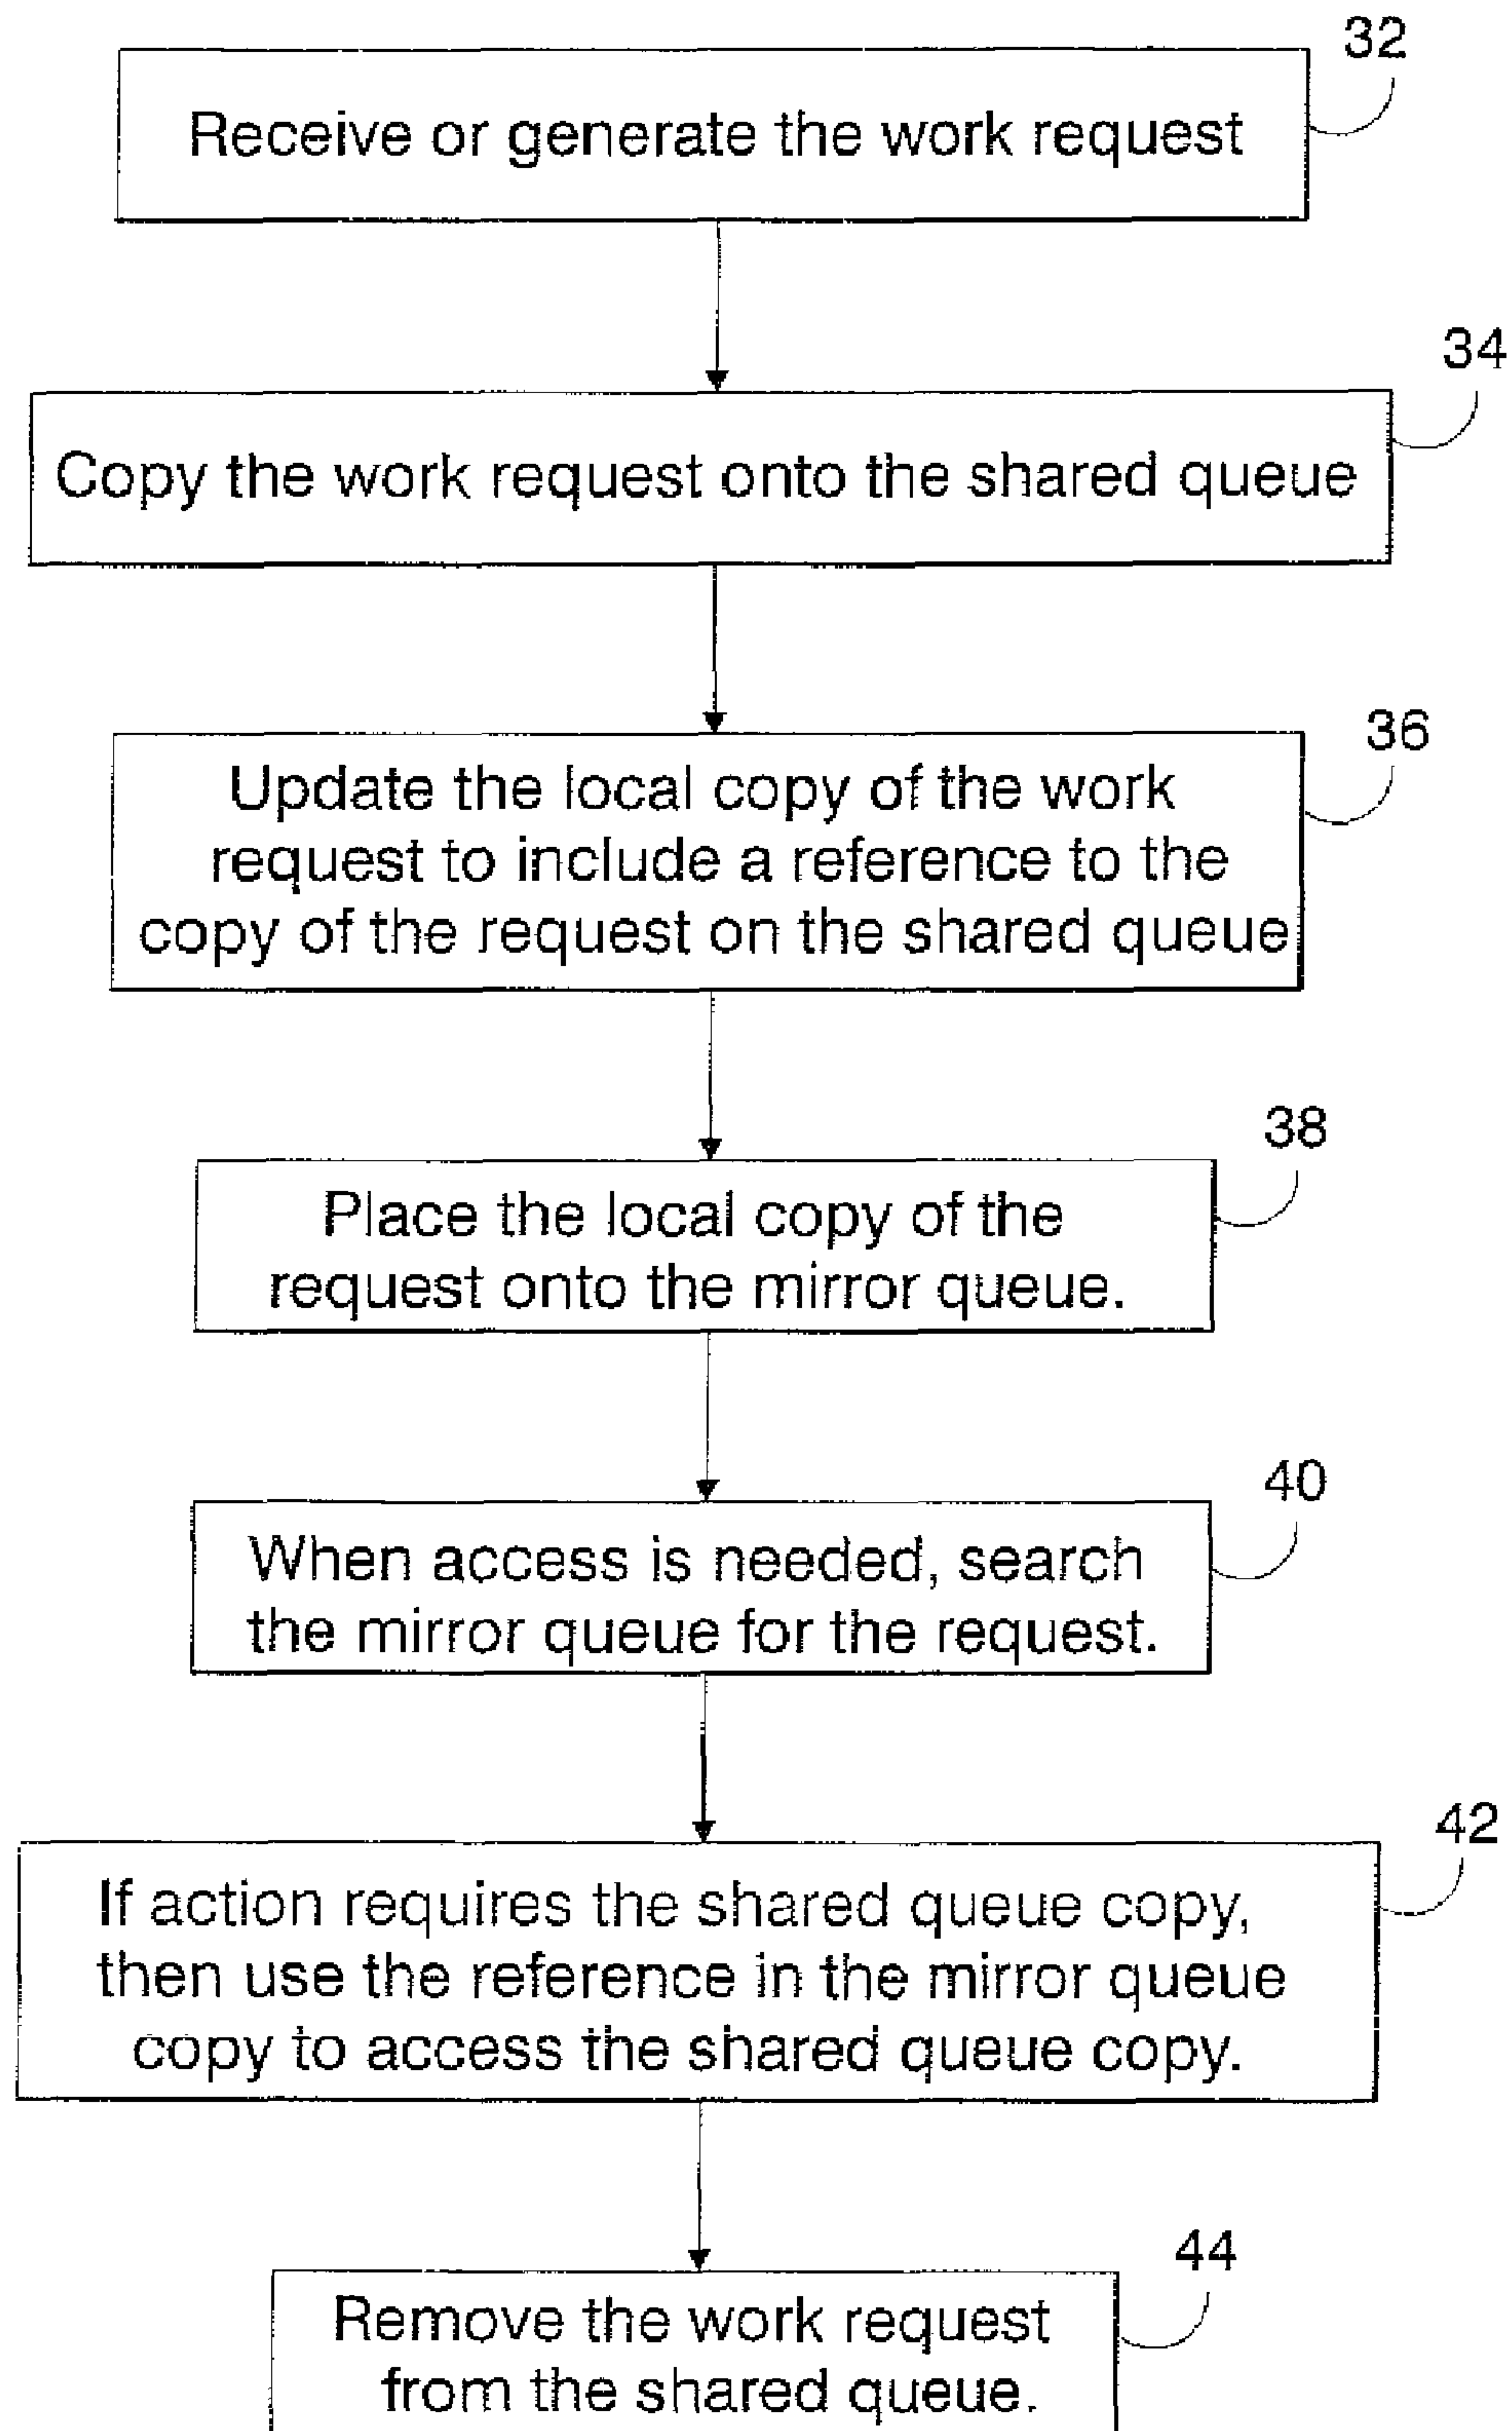 32
Receive or generate the work request
34
Copy the work request onto the shared queue
36
Update the local copy of the work
request to include a reference to the
copy of the request on the shared queue
38
Place the local copy of the
request onto the mirror queue.
40
When access is needed, search
the mirror queue for the request.
42
If action requires the shared queue copy,
then use the reference in the mirror queue
copy to access the shared queue copy.
44
Remove the work request
from the shared queue.